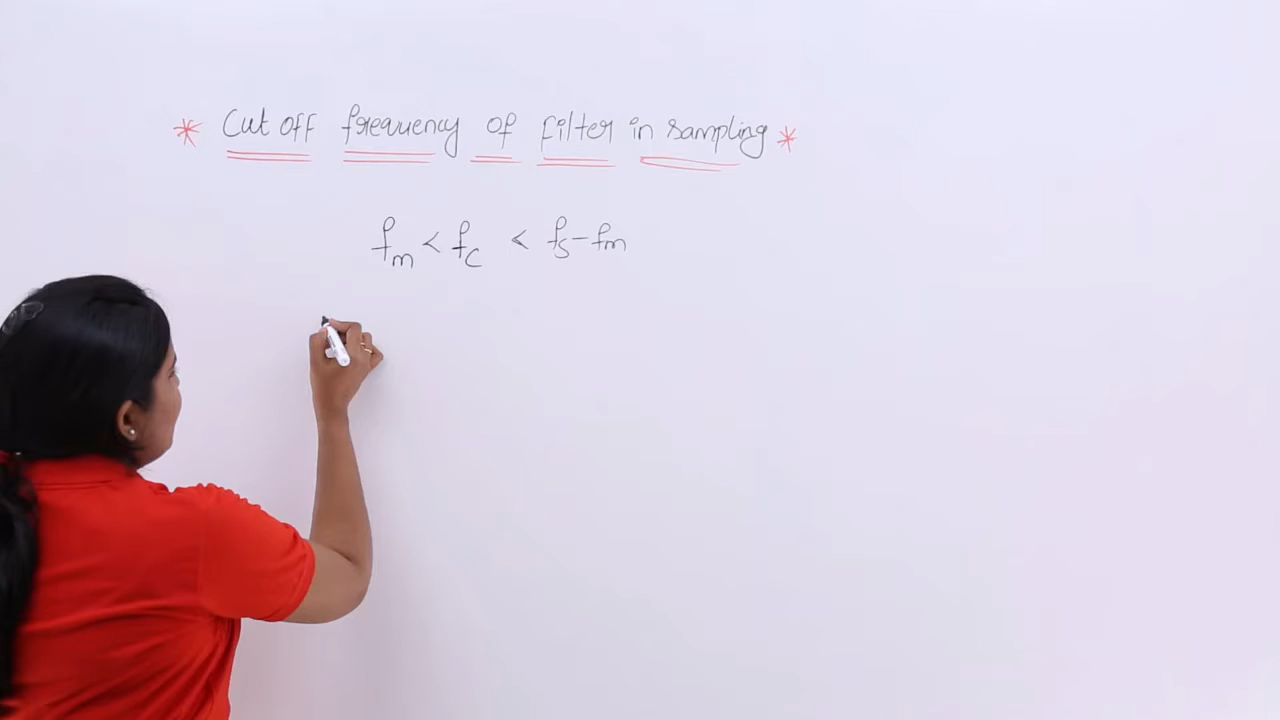 * Cut off frequency of filter in sampling *
fm < fc < fs - fm